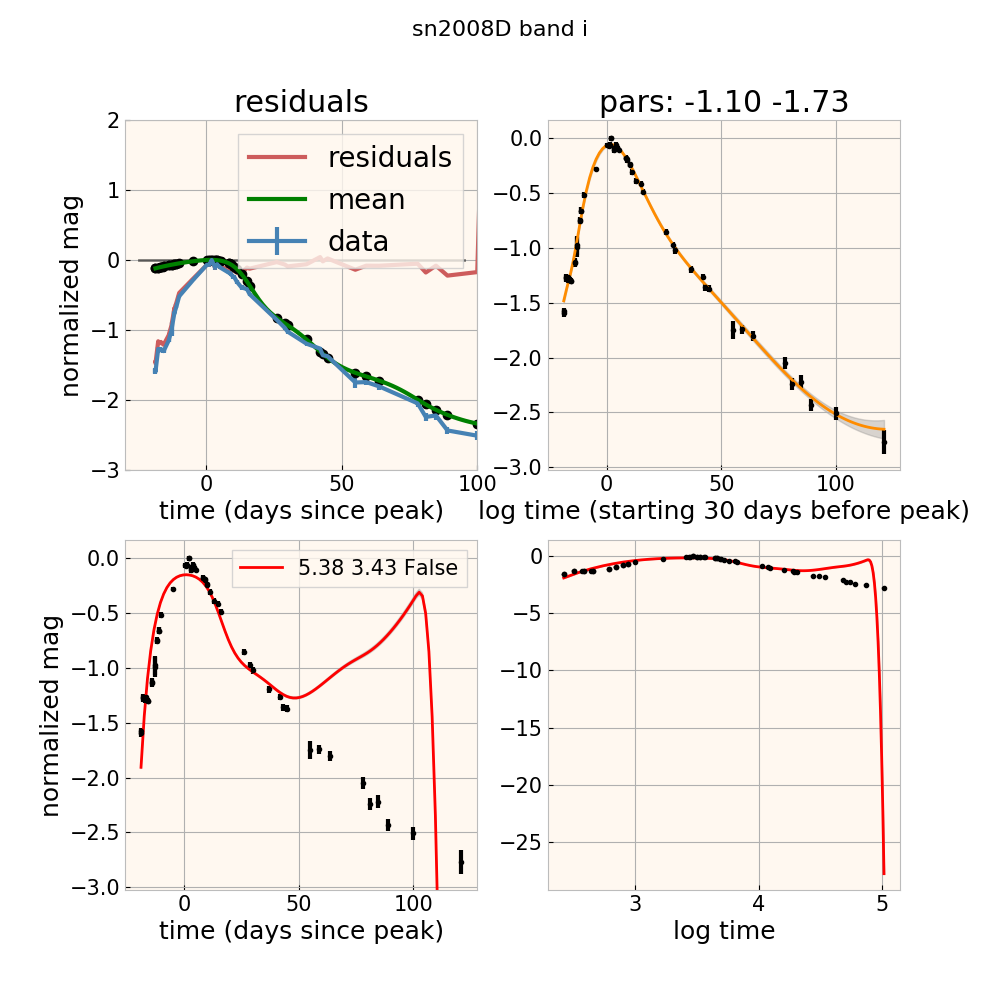 sn2008D band i
residuals
pars: -1.10 -1.73
2
1
0
−1
−2
−3
normalized mag
residuals
mean
data
0
50
100
time (days since peak)
0.0
−0.5
−1.0
−1.5
−2.0
−2.5
−3.0
0
50
100
log time (starting 30 days before peak)
0.0
−0.5
−1.0
−1.5
−2.0
−2.5
−3.0
normalized mag
5.38 3.43 False
0
50
100
time (days since peak)
0
−5
−10
−15
−20
−25
3
4
5
log time